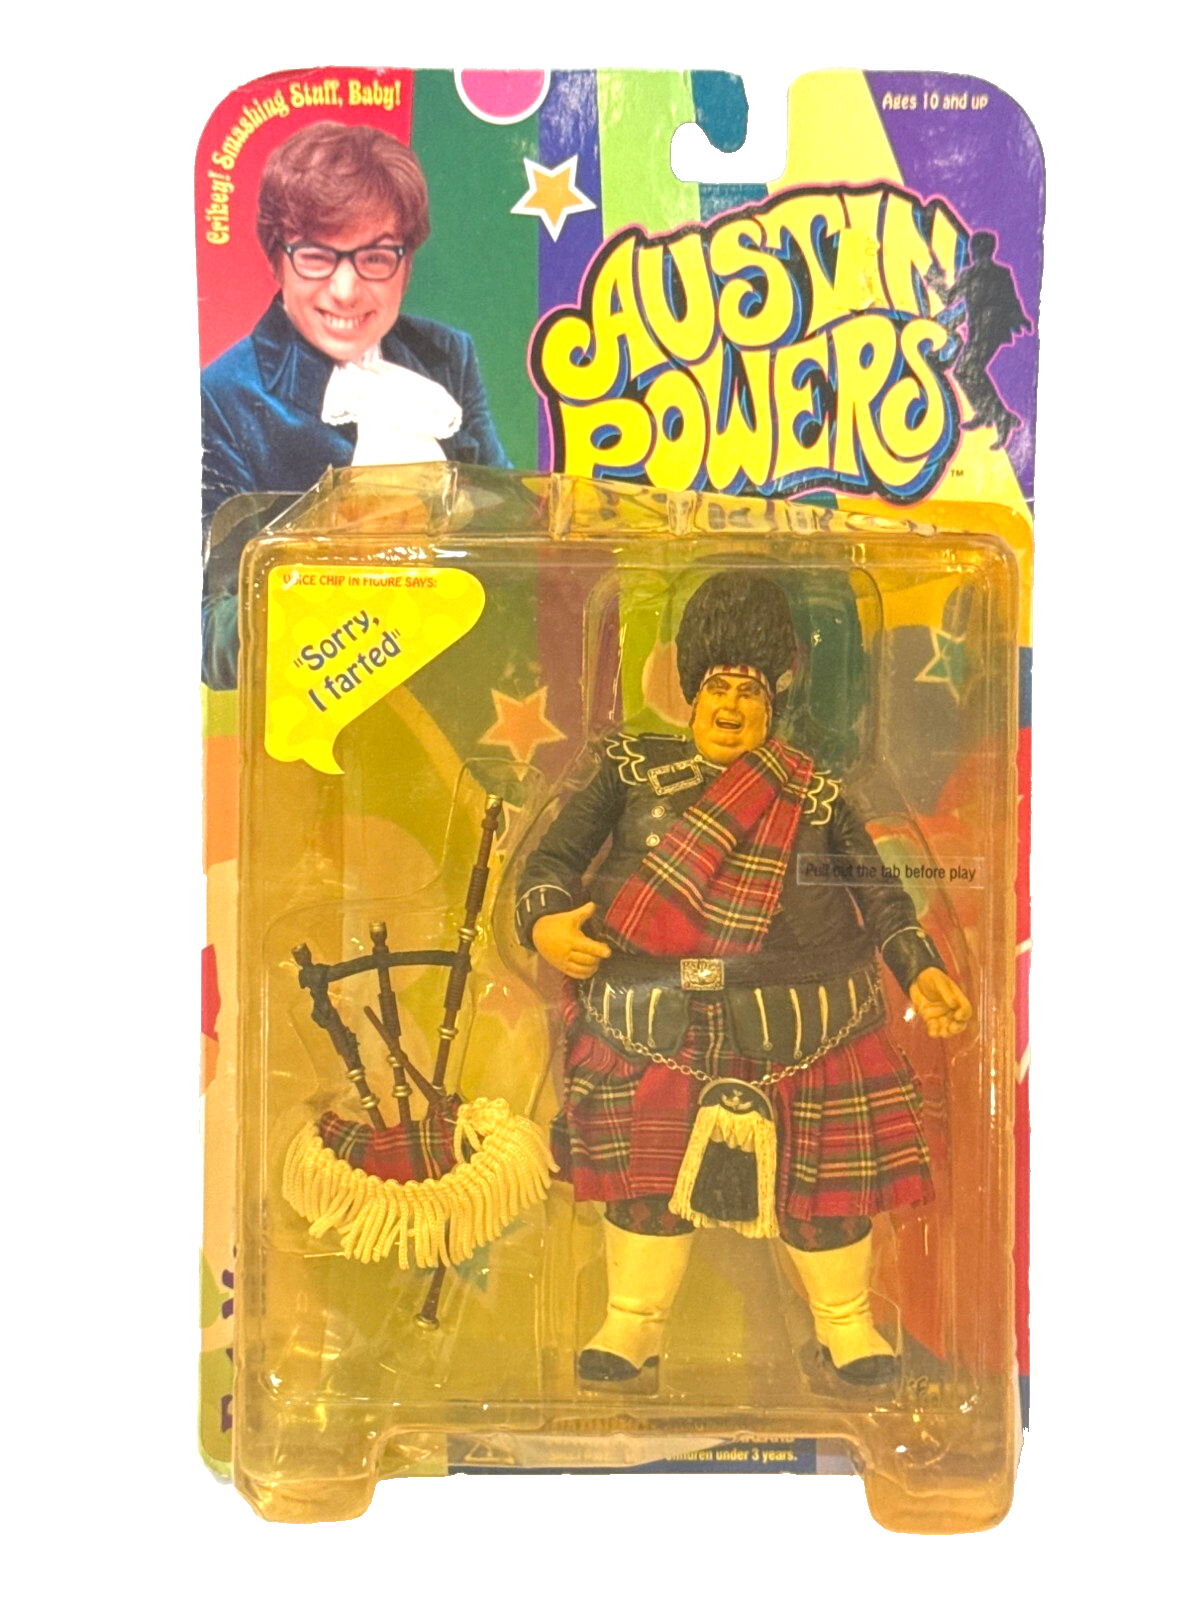 Crikey! Smashing Stuff, Baby!
Ages 10 and up
AUSTIN
POWERS
TM
VOICE CHIP IN FIGURE SAYS:
"Sorry,
I farted"
Pull out the tab before play
children under 3 years.